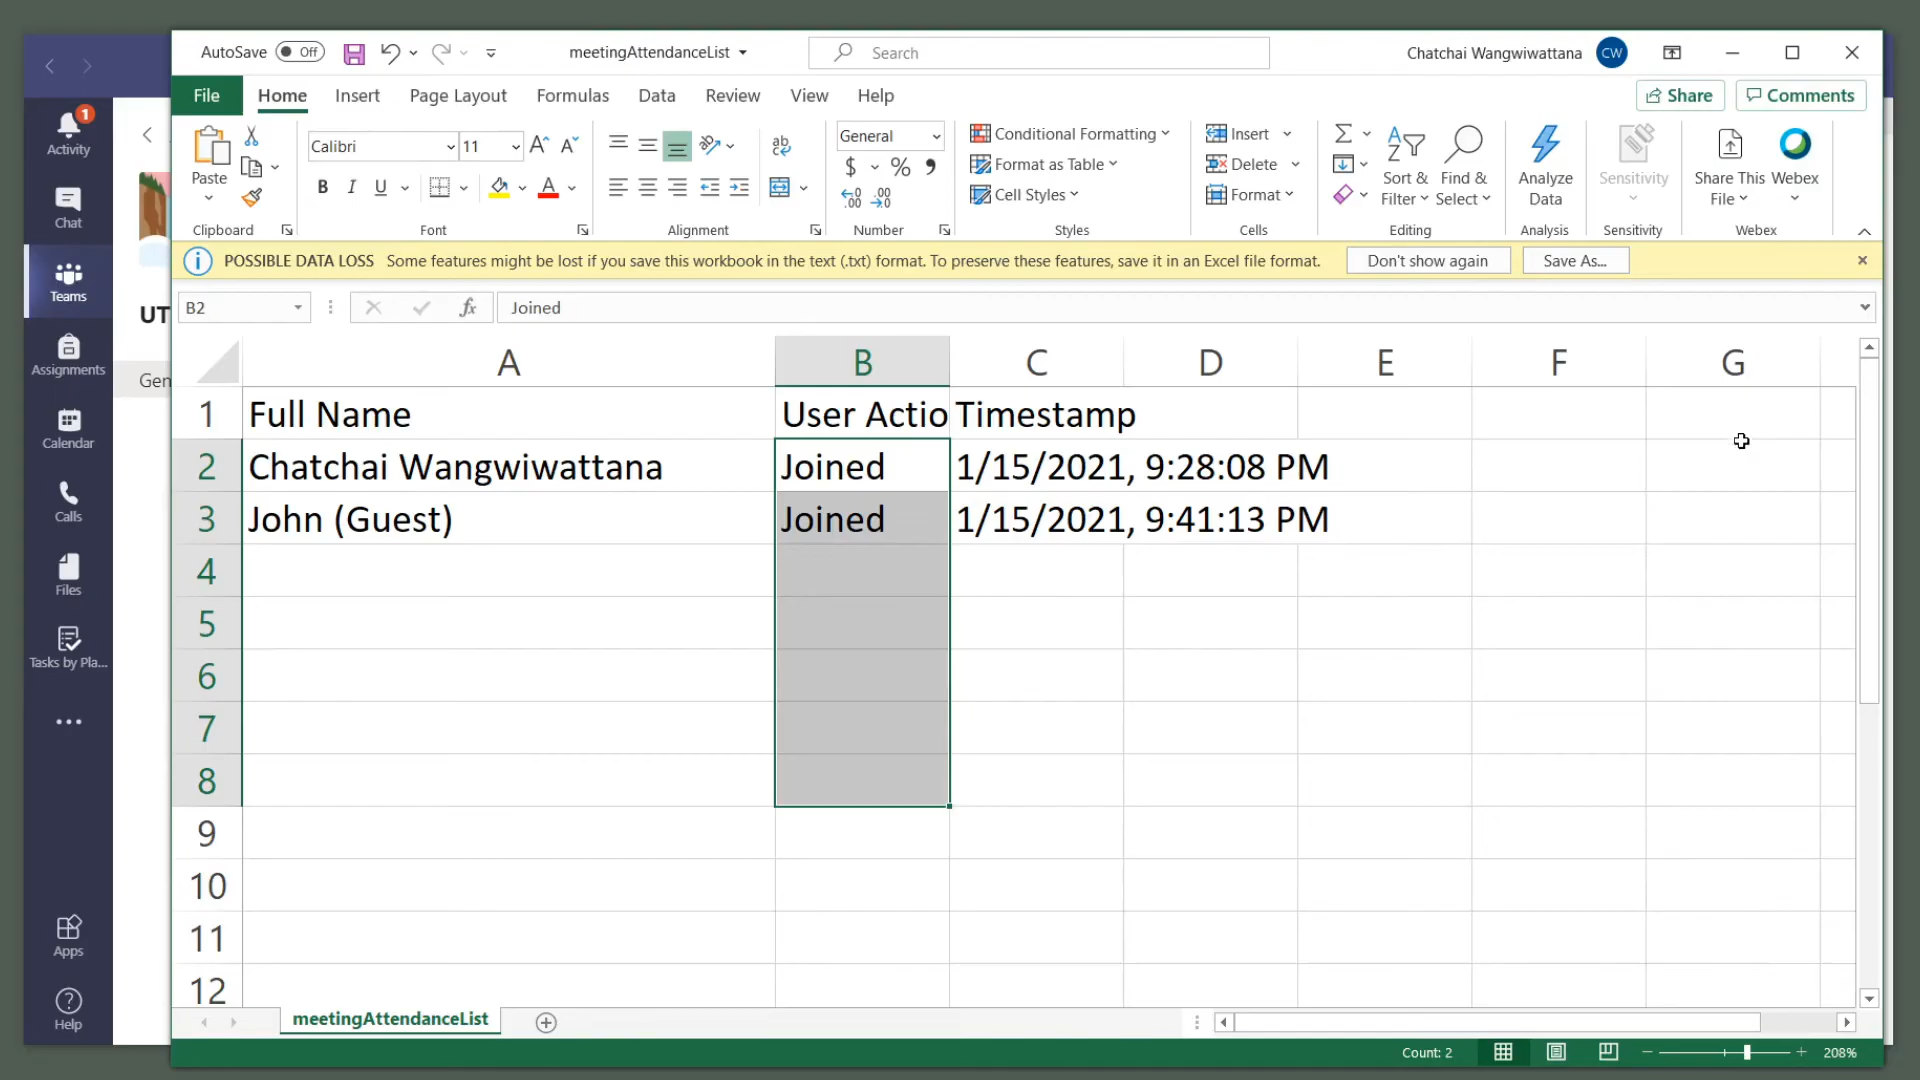 AutoSave Off meetingAttendanceList Search Chatchai Wangwiwattana CW
File Home Insert Page Layout Formulas Data Review View Help Share Comments
Paste
Clipboard
Calibri 11
B I U
Font
ab
Alignment
General
$ % ,
Number
Conditional Formatting
Format as Table
Cell Styles
Styles
Insert
Delete
Format
Cells
Sort & Filter
Find & Select
Editing
Analyze Data
Analysis
Sensitivity
Sensitivity
Share This File
Webex
Webex
POSSIBLE DATA LOSS Some features might be lost if you save this workbook in the text (.txt) format. To preserve these features, save it in an Excel file format. Don't show again Save As...
B2 fx Joined
A B C D E F G
1 Full Name User Actio Timestamp
2 Chatchai Wangwiwattana Joined 1/15/2021, 9:28:08 PM
3 John (Guest) Joined 1/15/2021, 9:41:13 PM
4
5
6
7
8
9
10
11
12
meetingAttendanceList
Count: 2 208%
1
Activity
Chat
Teams
Assignments
Calendar
Calls
Files
Tasks by Pla...
Apps
Help
UT
Gen